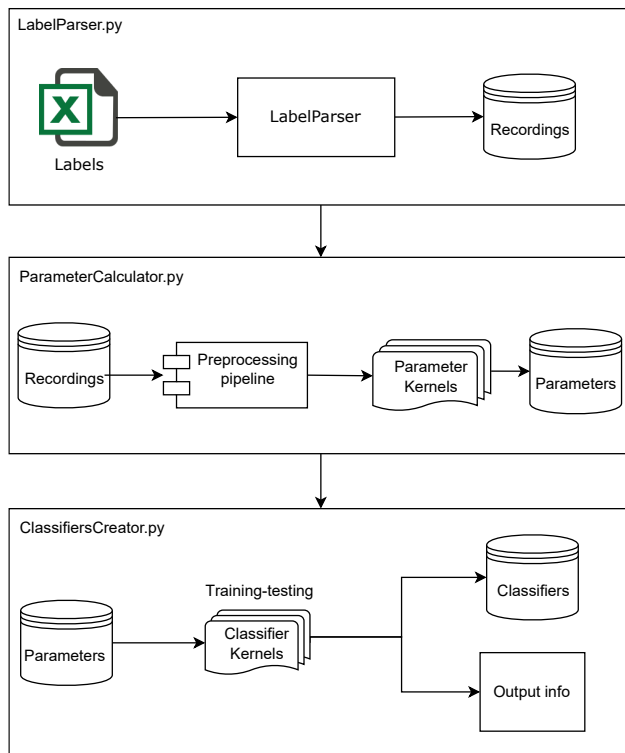 LabelParser.py
X
Labels
LabelParser
Recordings
ParameterCalculator.py
Recordings
Preprocessing
pipeline
Parameter
Kernels
Parameters
ClassifiersCreator.py
Parameters
Training-testing
Classifier
Kernels
Classifiers
Output info